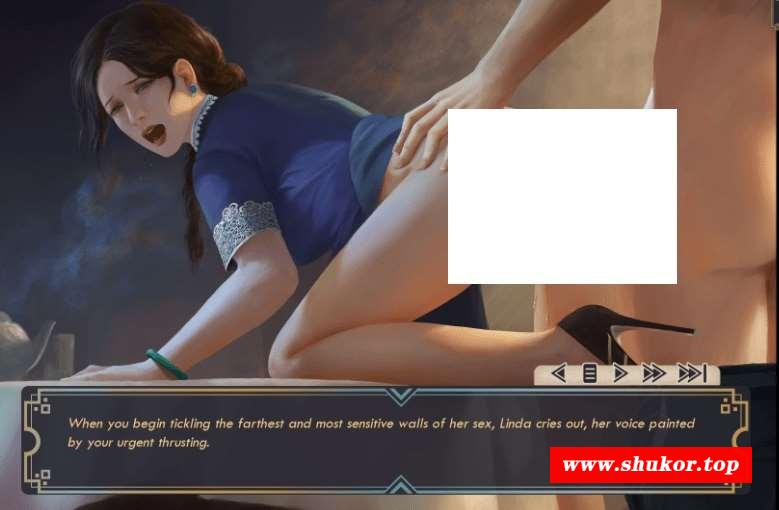 When you begin tickling the farthest and most sensitive walls of her sex, Linda cries out, her voice painted
by your urgent thrusting.
www.shukor.top